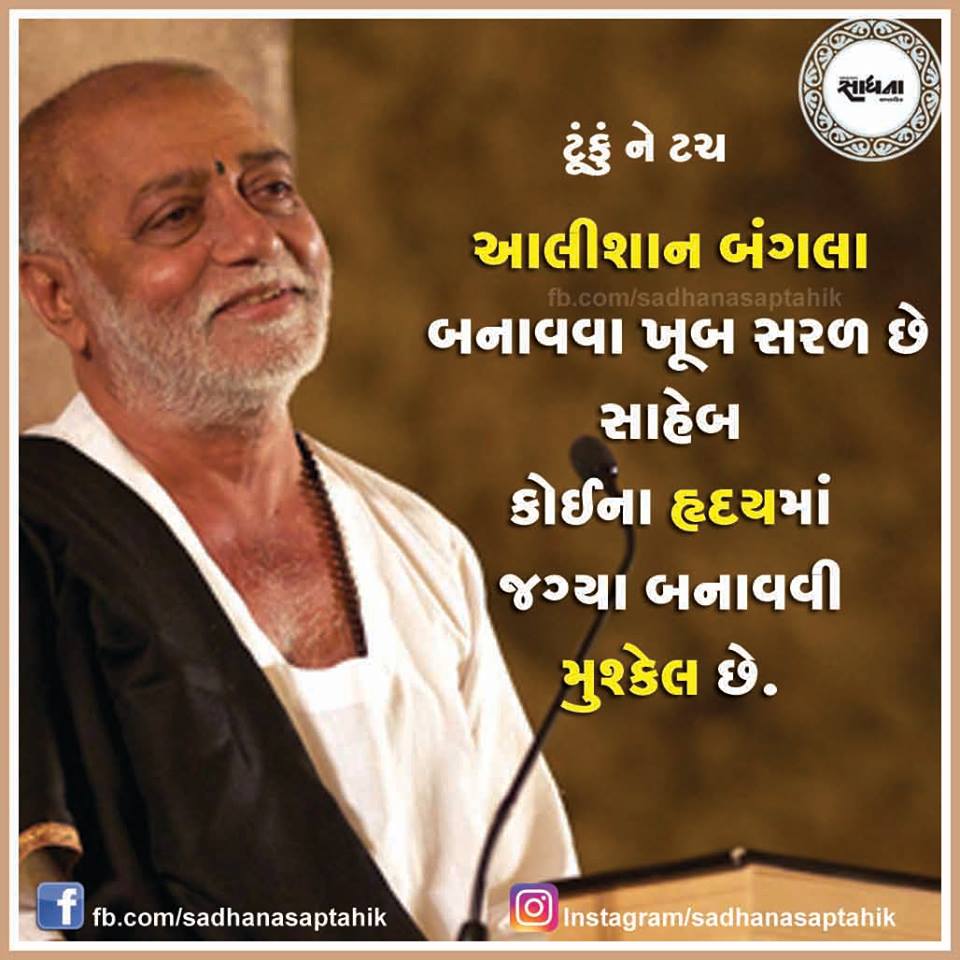 સાધના
ટૂંકું ને ટચ
આલીશાન બંગલા
fb.com/sadhanasaptahik
બનાવવા ખૂબ સરળ છે
સાહેબ
કોઈના હૃદયમાં
જગ્યા બનાવવી
મુશ્કેલ છે.
fb.com/sadhanasaptahik
Instagram/sadhanasaptahik